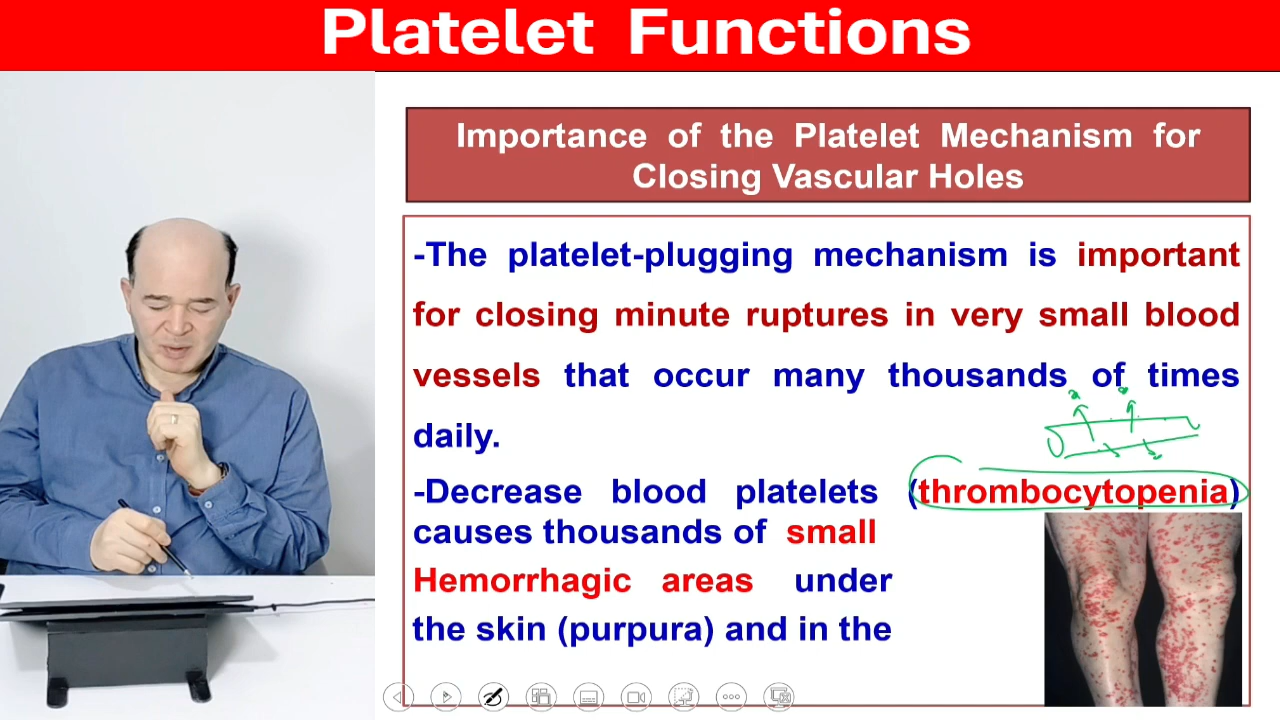 Platelet Functions
Importance of the Platelet Mechanism for
Closing Vascular Holes
-The platelet-plugging mechanism is important
for closing minute ruptures in very small blood
vessels that occur many thousands of times
daily.
-Decrease blood platelets (thrombocytopenia)
causes thousands of small
Hemorrhagic areas under
the skin (purpura) and in the